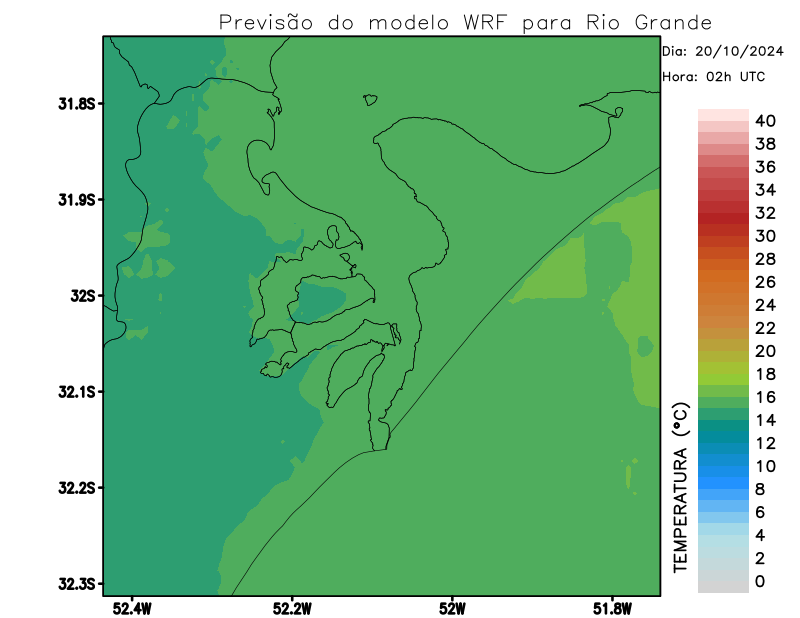 Previsão do modelo WRF para Rio Grande
Dia: 20/10/2024
Hora: 02h UTC
31.8S
31.9S
32S
32.1S
32.2S
32.3S
52.4W
52.2W
52W
51.8W
TEMPERATURA (°C)
40
38
36
34
32
30
28
26
24
22
20
18
16
14
12
10
8
6
4
2
0